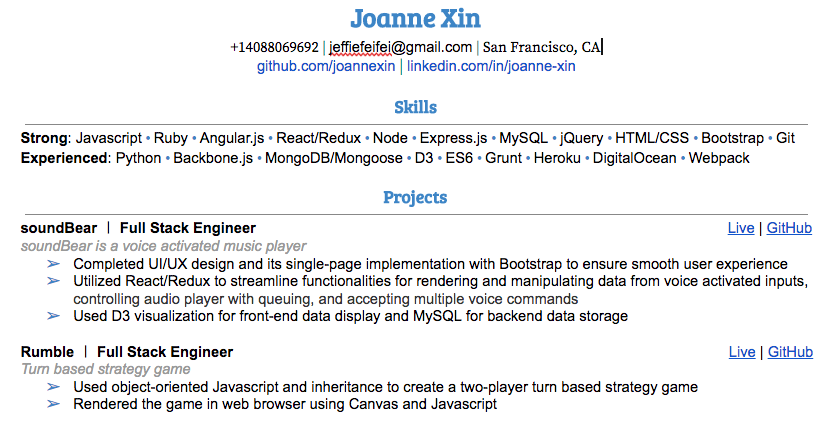 Joanne Xin
+14088069692 | jeffiefeifei@gmail.com | San Francisco, CA
github.com/joannexin | linkedin.com/in/joanne-xin
Skills
Strong: Javascript • Ruby • Angular.js • React/Redux • Node • Express.js • MySQL • jQuery • HTML/CSS • Bootstrap • Git
Experienced: Python • Backbone.js • MongoDB/Mongoose • D3 • ES6 • Grunt • Heroku • DigitalOcean • Webpack
Projects
soundBear | Full Stack Engineer Live | GitHub
soundBear is a voice activated music player
➢ Completed UI/UX design and its single-page implementation with Bootstrap to ensure smooth user experience
➢ Utilized React/Redux to streamline functionalities for rendering and manipulating data from voice activated inputs,
controlling audio player with queuing, and accepting multiple voice commands
➢ Used D3 visualization for front-end data display and MySQL for backend data storage
Rumble | Full Stack Engineer Live | GitHub
Turn based strategy game
➢ Used object-oriented Javascript and inheritance to create a two-player turn based strategy game
➢ Rendered the game in web browser using Canvas and Javascript